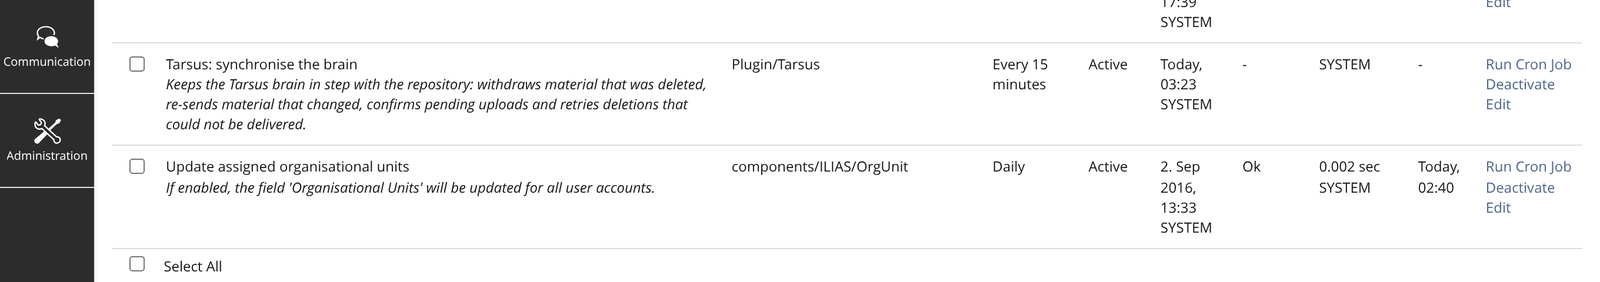 17:39
SYSTEM
Edit
Communication
Administration
Tarsus: synchronise the brain
Keeps the Tarsus brain in step with the repository: withdraws material that was deleted,
re-sends material that changed, confirms pending uploads and retries deletions that
could not be delivered.
Plugin/Tarsus
Every 15
minutes
Active
Today,
03:23
SYSTEM
-
SYSTEM
-
Run Cron Job
Deactivate
Edit
Update assigned organisational units
If enabled, the field 'Organisational Units' will be updated for all user accounts.
components/ILIAS/OrgUnit
Daily
Active
2. Sep
2016,
13:33
SYSTEM
Ok
0.002 sec
SYSTEM
Today,
02:40
Run Cron Job
Deactivate
Edit
Select All